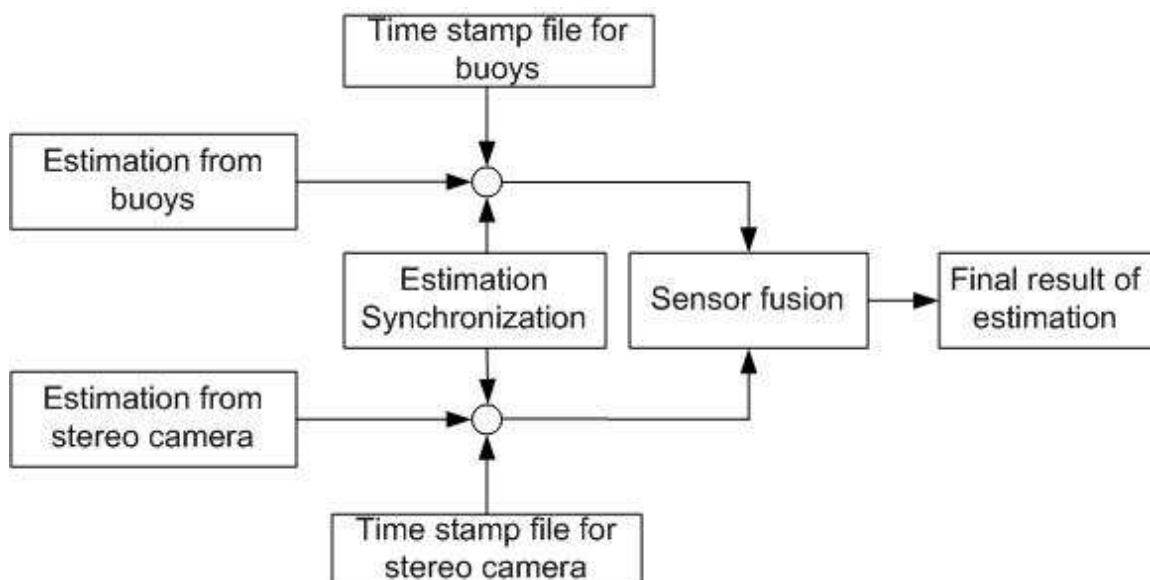 Time stamp file for
buoys
Estimation from
buoys
Estimation
Synchronization
Sensor fusion
Final result of
estimation
Estimation from
stereo camera
Time stamp file for
stereo camera